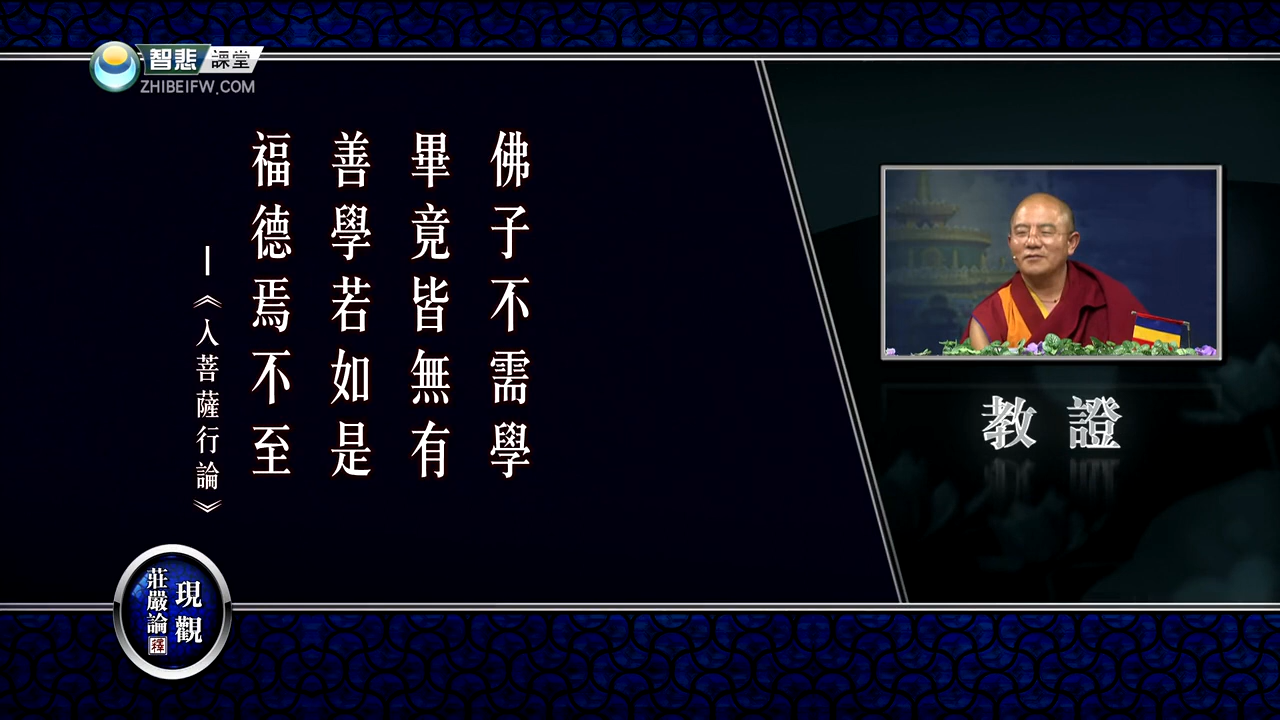 智悲課堂
ZHIBEIFW.COM
佛子不需學
畢竟皆無有
善學若如是
福德焉不至
—《入菩薩行論》
教證
現觀
莊嚴論釋